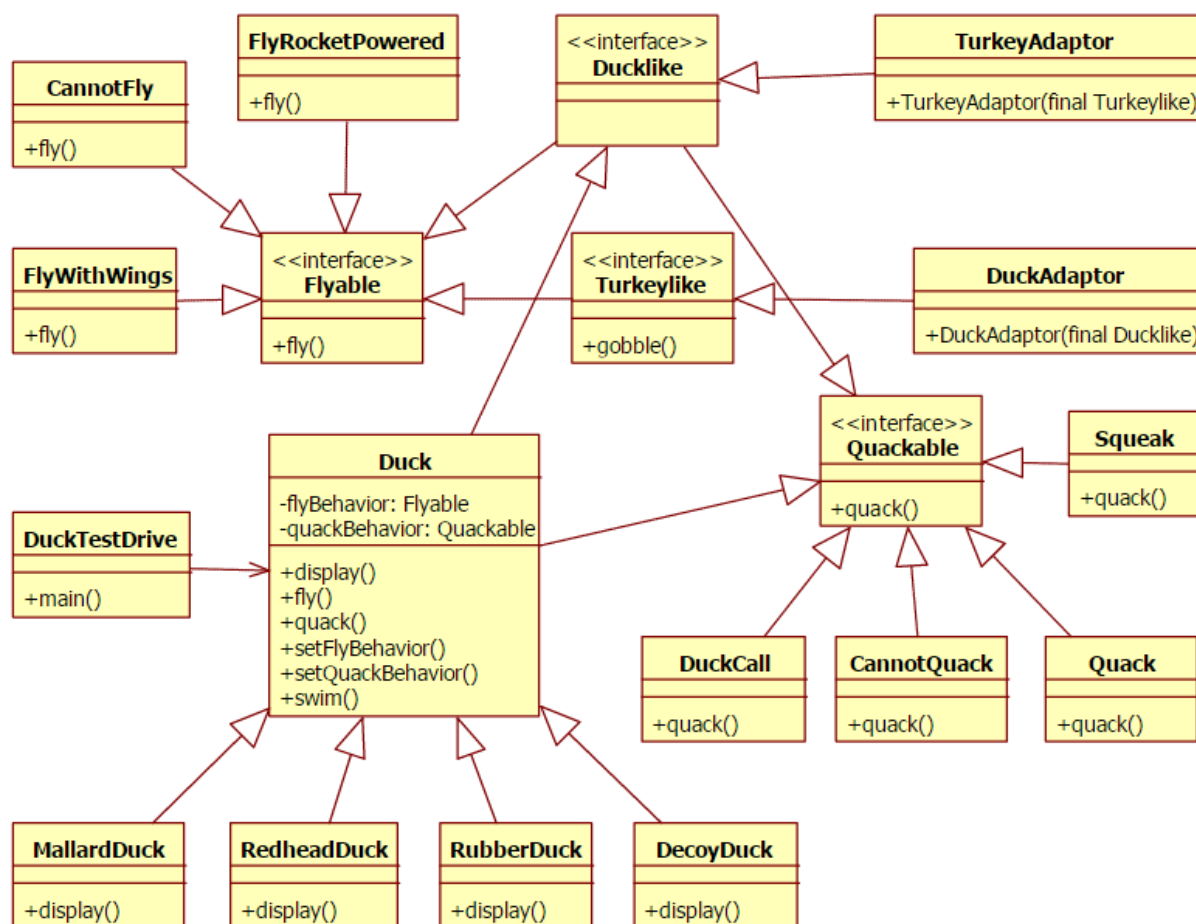 FlyRocketPowered
+fly()
<<interface>>
Ducklike
TurkeyAdaptor
+TurkeyAdaptor(final Turkeylike)
CannotFly
+fly()
FlyWithWings
+fly()
<<interface>>
Flyable
+fly()
<<interface>>
Turkeylike
+gobble()
DuckAdaptor
+DuckAdaptor(final Ducklike)
<<interface>>
Quackable
+quack()
Squeak
+quack()
Duck
-flyBehavior: Flyable
-quackBehavior: Quackable
+display()
+fly()
+quack()
+setFlyBehavior()
+setQuackBehavior()
+swim()
DuckTestDrive
+main()
DuckCall
+quack()
CannotQuack
+quack()
Quack
+quack()
MallardDuck
+display()
RedheadDuck
+display()
RubberDuck
+display()
DecoyDuck
+display()